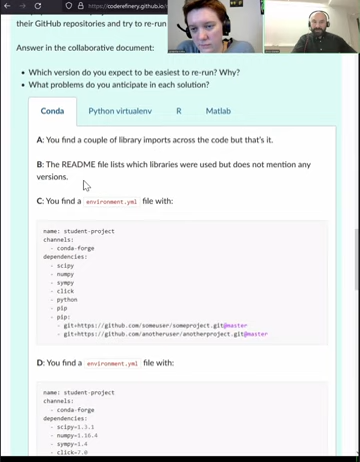 https://coderefinery.github.io/
their GitHub repositories and try to re-run
Answer in the collaborative document:
• Which version do you expect to be easiest to re-run? Why?
• What problems do you anticipate in each solution?
Conda Python virtualenv R Matlab
A: You find a couple of library imports across the code but that's it.
B: The README file lists which libraries were used but does not mention any
versions.
C: You find a environment.yml file with:
name: student-project
channels:
- conda-forge
dependencies:
- scipy
- numpy
- sympy
- click
- python
- pip
- pip:
- git+https://github.com/someuser/someproject.git@master
- git+https://github.com/anotheruser/anotherproject.git@master
D: You find a environment.yml file with:
name: student-project
channels:
- conda-forge
dependencies:
- scipy=1.3.1
- numpy=1.16.4
- sympy=1.4
- click=7.0